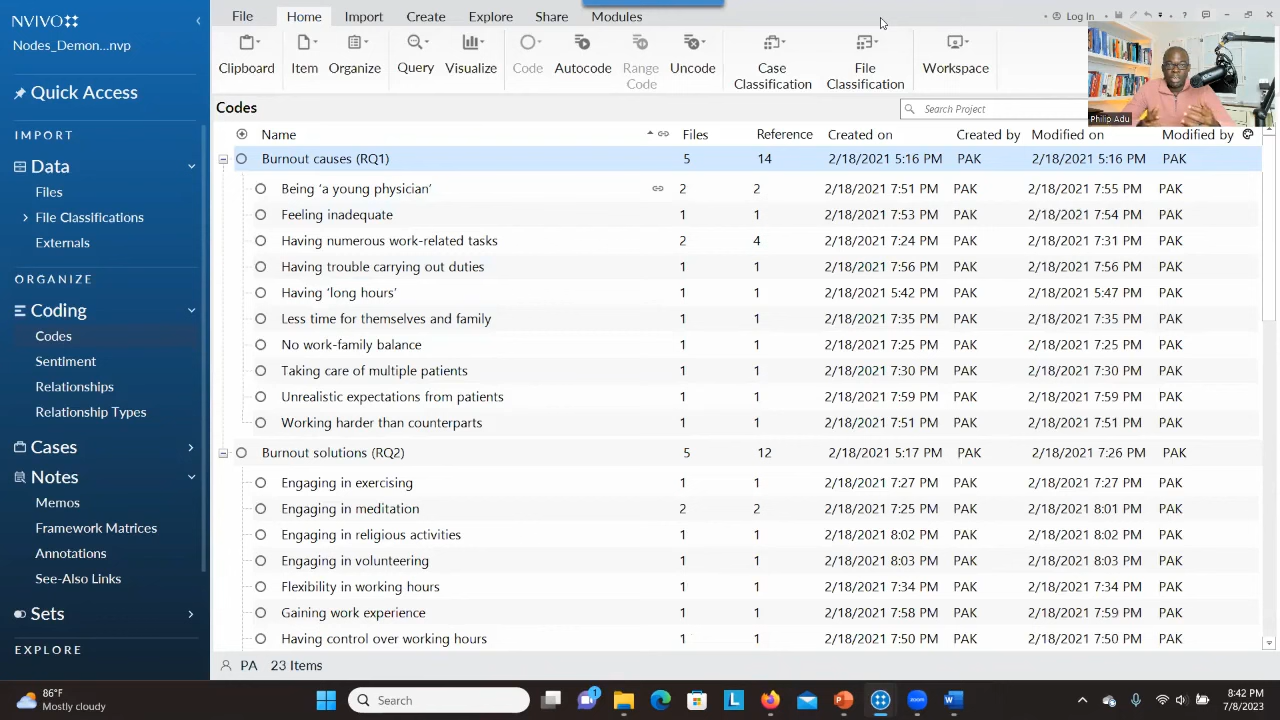 NVIVO
Nodes_Demon...nvp
Quick Access
IMPORT
Data
Files
File Classifications
Externals
ORGANIZE
Coding
Codes
Sentiment
Relationships
Relationship Types
Cases
Notes
Memos
Framework Matrices
Annotations
See-Also Links
Sets
EXPLORE
File Home Import Create Explore Share Modules
Log In
Clipboard Item Organize Query Visualize Code Autocode Range Code Uncode Case Classification File Classification Workspace
Philip Adu
Codes
Search Project
Name Files Reference Created on Created by Modified on Modified by
Burnout causes (RQ1) 5 14 2/18/2021 5:16 PM PAK 2/18/2021 5:16 PM PAK
Being ‘a young physician’ 2 2 2/18/2021 7:51 PM PAK 2/18/2021 7:55 PM PAK
Feeling inadequate 1 1 2/18/2021 7:53 PM PAK 2/18/2021 7:54 PM PAK
Having numerous work-related tasks 2 4 2/18/2021 7:24 PM PAK 2/18/2021 7:31 PM PAK
Having trouble carrying out duties 1 1 2/18/2021 7:56 PM PAK 2/18/2021 7:56 PM PAK
Having ‘long hours’ 1 1 2/18/2021 5:42 PM PAK 2/18/2021 5:47 PM PAK
Less time for themselves and family 1 1 2/18/2021 7:35 PM PAK 2/18/2021 7:35 PM PAK
No work-family balance 1 1 2/18/2021 7:25 PM PAK 2/18/2021 7:25 PM PAK
Taking care of multiple patients 1 1 2/18/2021 7:30 PM PAK 2/18/2021 7:30 PM PAK
Unrealistic expectations from patients 1 1 2/18/2021 7:59 PM PAK 2/18/2021 7:59 PM PAK
Working harder than counterparts 1 1 2/18/2021 7:51 PM PAK 2/18/2021 7:51 PM PAK
Burnout solutions (RQ2) 5 12 2/18/2021 5:17 PM PAK 2/18/2021 7:26 PM PAK
Engaging in exercising 1 1 2/18/2021 7:27 PM PAK 2/18/2021 7:27 PM PAK
Engaging in meditation 2 2 2/18/2021 7:25 PM PAK 2/18/2021 8:01 PM PAK
Engaging in religious activities 1 1 2/18/2021 8:02 PM PAK 2/18/2021 8:02 PM PAK
Engaging in volunteering 1 1 2/18/2021 8:03 PM PAK 2/18/2021 8:03 PM PAK
Flexibility in working hours 1 1 2/18/2021 7:34 PM PAK 2/18/2021 7:34 PM PAK
Gaining work experience 1 1 2/18/2021 7:58 PM PAK 2/18/2021 7:59 PM PAK
Having control over working hours 1 1 2/18/2021 7:50 PM PAK 2/18/2021 7:50 PM PAK
PA 23 Items
86°F
Mostly cloudy
Search
1
L
P
zoom
W
8:42 PM
7/8/2023